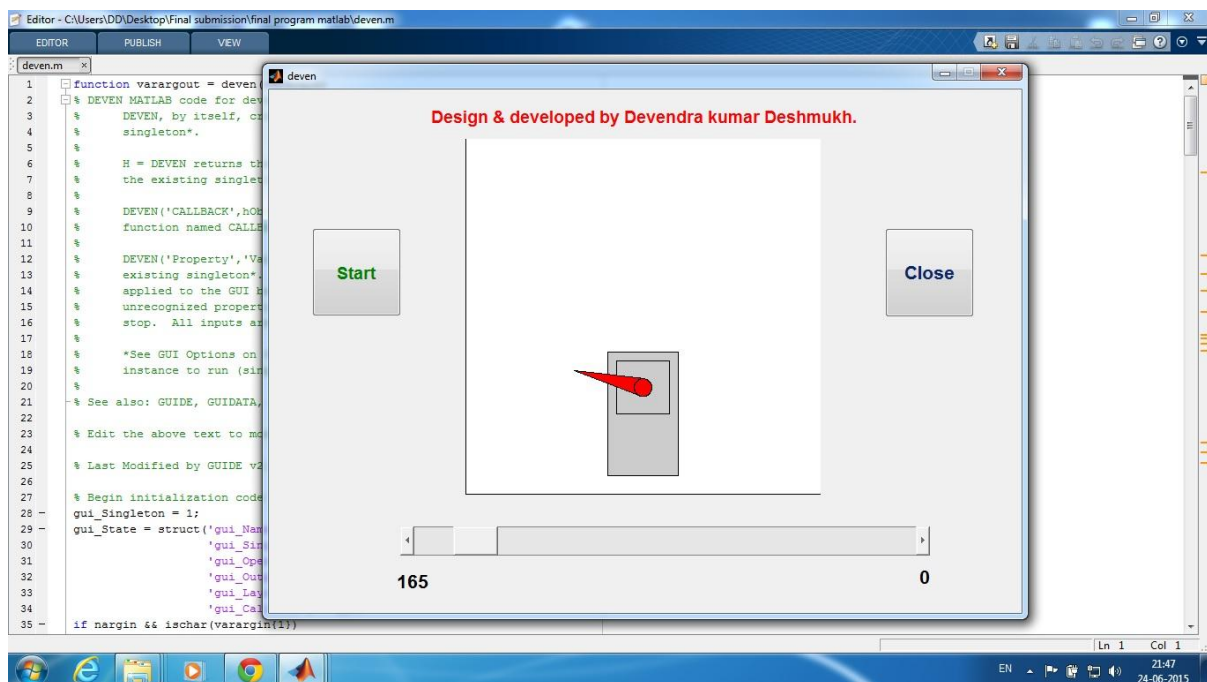 Editor - C:\Users\DD\Desktop\Final submission\final program matlab\deven.m
EDITOR PUBLISH VIEW
deven.m ×
deven
1 function varargout = deven(
2 % DEVEN MATLAB code for dev
3 % DEVEN, by itself, cr
4 % singleton*.
5 %
6 % H = DEVEN returns th
7 % the existing singlet
8 %
9 % DEVEN('CALLBACK',hOb
10 % function named CALLB
11 %
12 % DEVEN('Property','Va
13 % existing singleton*.
14 % applied to the GUI b
15 % unrecognized propert
16 % stop. All inputs ar
17 %
18 % *See GUI Options on
19 % instance to run (sin
20 %
21 % See also: GUIDE, GUIDATA,
22
23 % Edit the above text to mo
24
25 % Last Modified by GUIDE v2
26
27 % Begin initialization code
28 – gui_Singleton = 1;
29 – gui_State = struct('gui_Nam
30 'gui_Sin
31 'gui_Ope
32 'gui_Out
33 'gui_Lay
34 'gui_Cal
35 – if nargin && ischar(varargin{1})
Design & developed by Devendra kumar Deshmukh.
Start
Close
165 0
Ln 1 Col 1
EN 21:47
24-06-2015